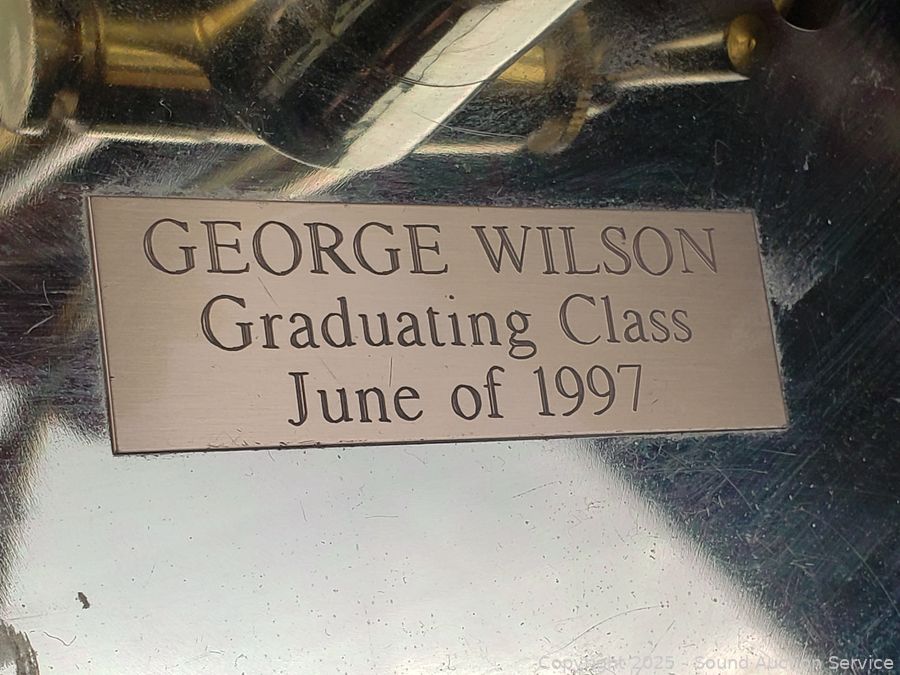 GEORGE WILSON
Graduating Class
June of 1997
Copyright 2025 - Sound Auction Service